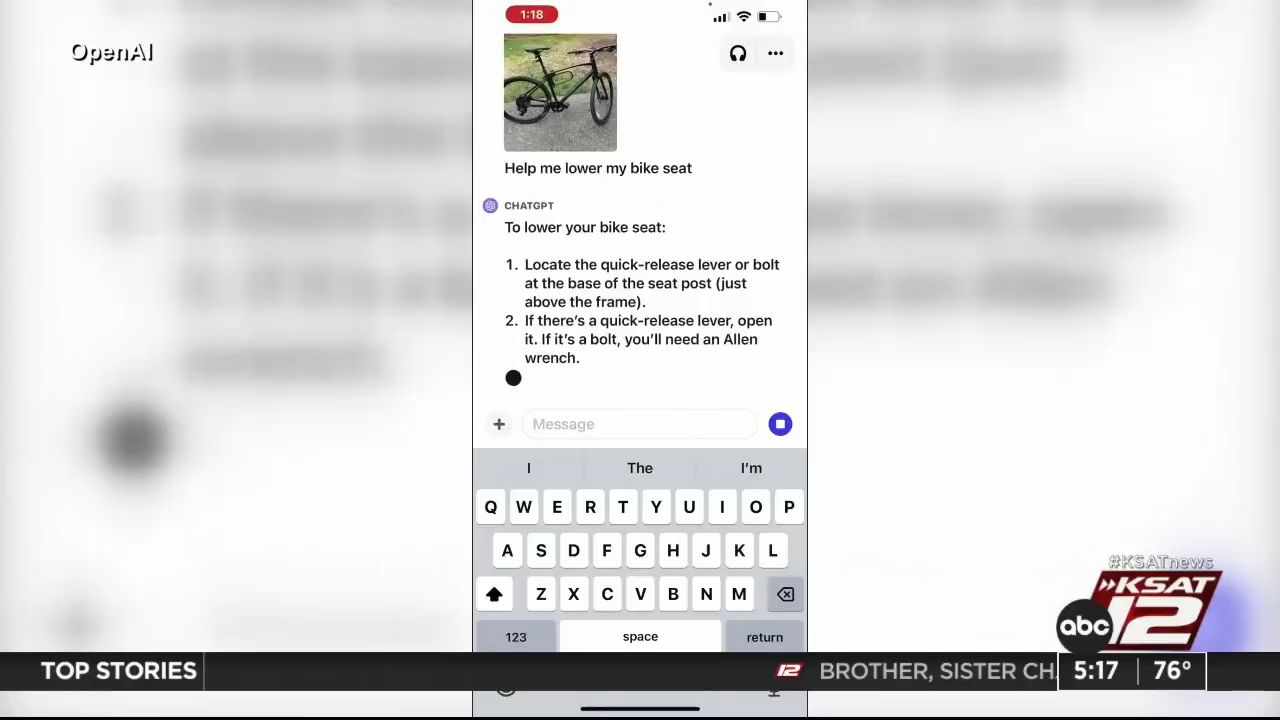 OpenAI
1:18
Help me lower my bike seat
CHATGPT
To lower your bike seat:
1. Locate the quick-release lever or bolt
at the base of the seat post (just
above the frame).
2. If there's a quick-release lever, open
it. If it's a bolt, you'll need an Allen
wrench.
Message
I The I'm
Q W E R T Y U I O P
A S D F G H J K L
Z X C V B N M
123 space return
#KSATnews
KSAT
abc 12
TOP STORIES 12 BROTHER, SISTER CH 5:17 76°